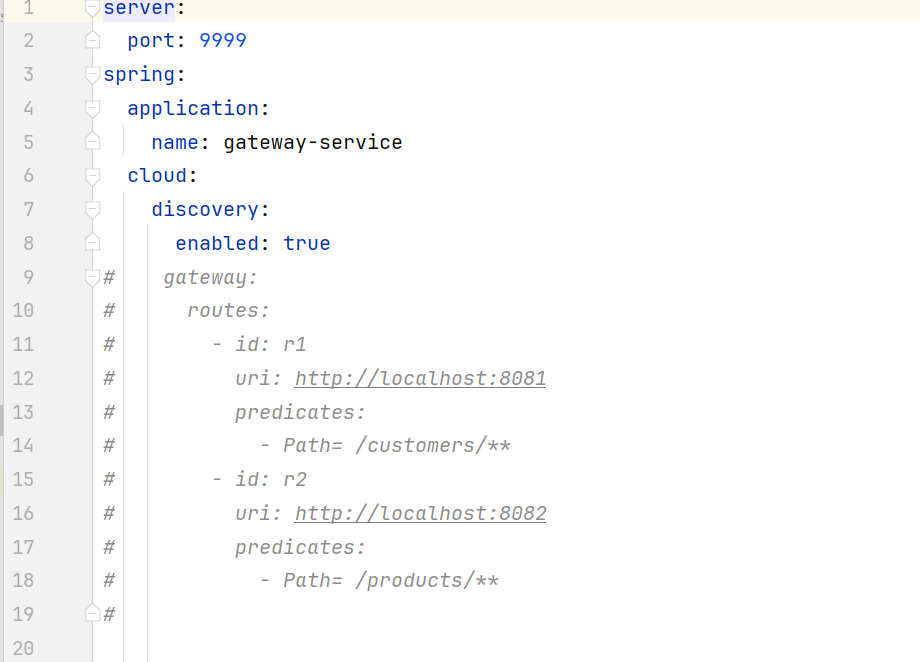 1 server:
2   port: 9999
3 spring:
4   application:
5     name: gateway-service
6   cloud:
7     discovery:
8       enabled: true
9 #    gateway:
10 #      routes:
11 #        - id: r1
12 #          uri: http://localhost:8081
13 #          predicates:
14 #            - Path= /customers/**
15 #        - id: r2
16 #          uri: http://localhost:8082
17 #          predicates:
18 #            - Path= /products/**
19 #
20